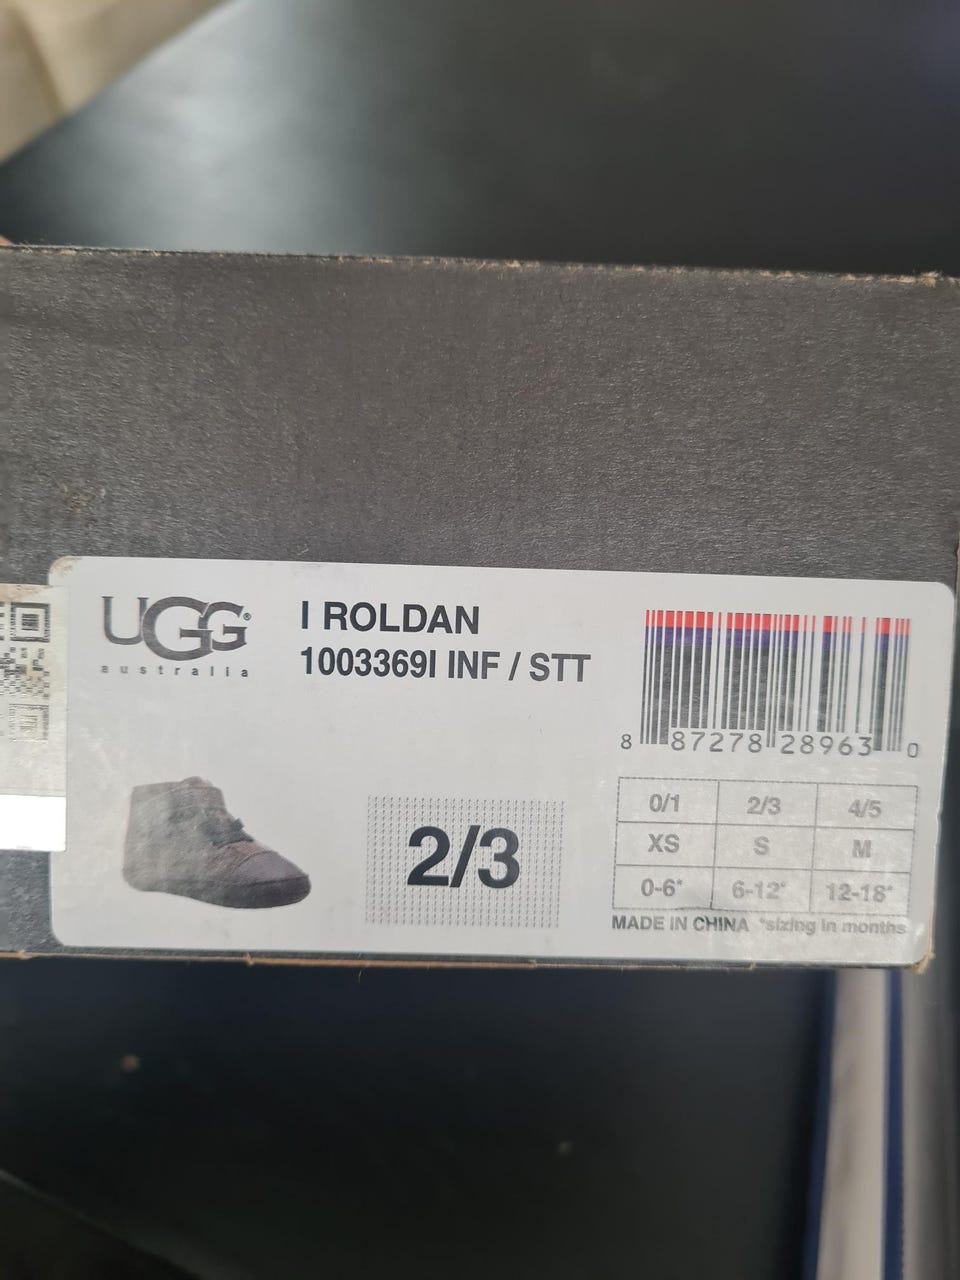 UGG®
australia
I ROLDAN
1003369I INF / STT
8 87278 28963 0
2/3
0/1 2/3 4/5
XS S M
0-6* 6-12* 12-18*
MADE IN CHINA *sizing in months